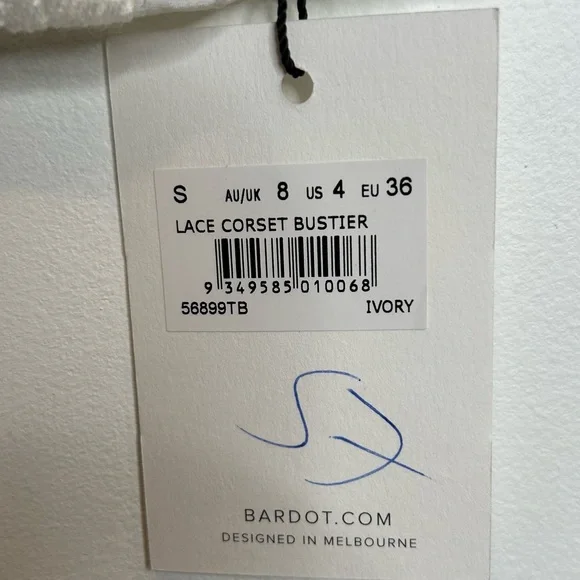 S AU/UK 8 US 4 EU 36
LACE CORSET BUSTIER
9 349585 010068
56899TB IVORY
BARDOT.COM
DESIGNED IN MELBOURNE